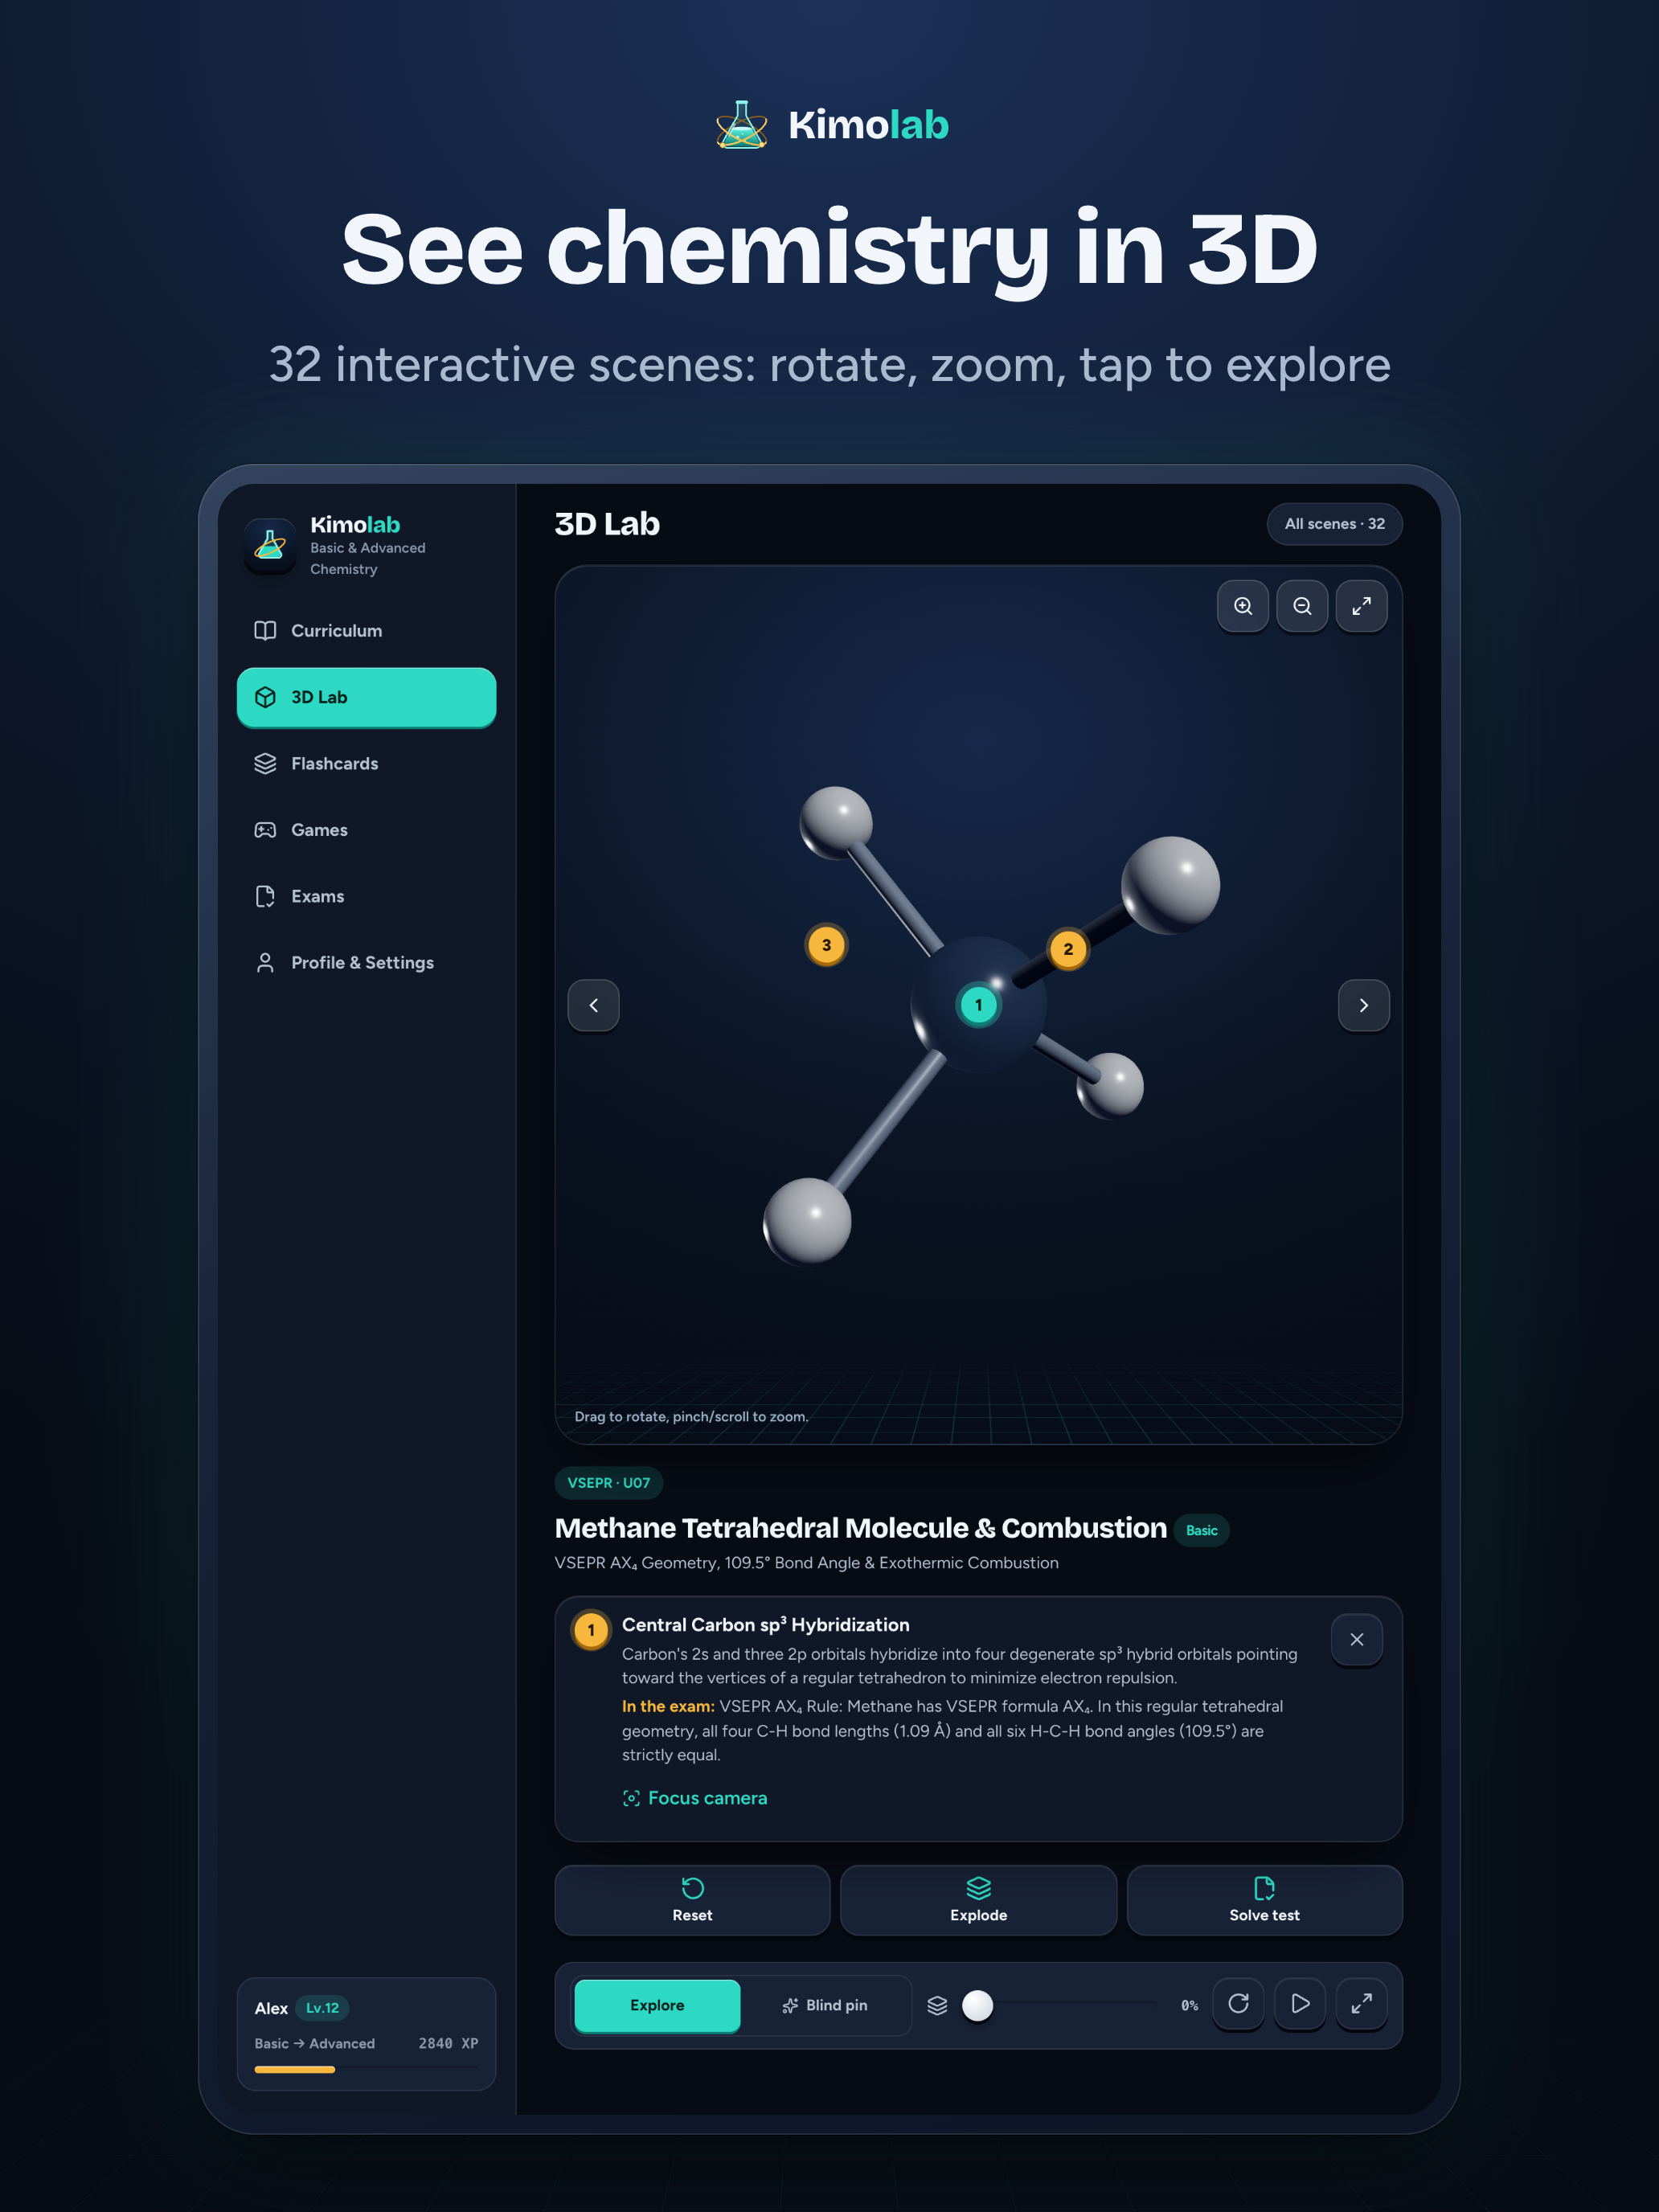 Kimolab
See chemistry in 3D
32 interactive scenes: rotate, zoom, tap to explore
Kimolab
Basic & Advanced
Chemistry
Curriculum
3D Lab
Flashcards
Games
Exams
Profile & Settings
Alex Lv.12
Basic → Advanced 2840 XP
3D Lab
All scenes · 32
3
2
1
Drag to rotate, pinch/scroll to zoom.
VSEPR · U07
Methane Tetrahedral Molecule & Combustion Basic
VSEPR AX₄ Geometry, 109.5° Bond Angle & Exothermic Combustion
1 Central Carbon sp³ Hybridization
Carbon's 2s and three 2p orbitals hybridize into four degenerate sp³ hybrid orbitals pointing
toward the vertices of a regular tetrahedron to minimize electron repulsion.
In the exam: VSEPR AX₄ Rule: Methane has VSEPR formula AX₄. In this regular tetrahedral
geometry, all four C-H bond lengths (1.09 Å) and all six H-C-H bond angles (109.5°) are
strictly equal.
Focus camera
Reset
Explode
Solve test
Explore
Blind pin
0%